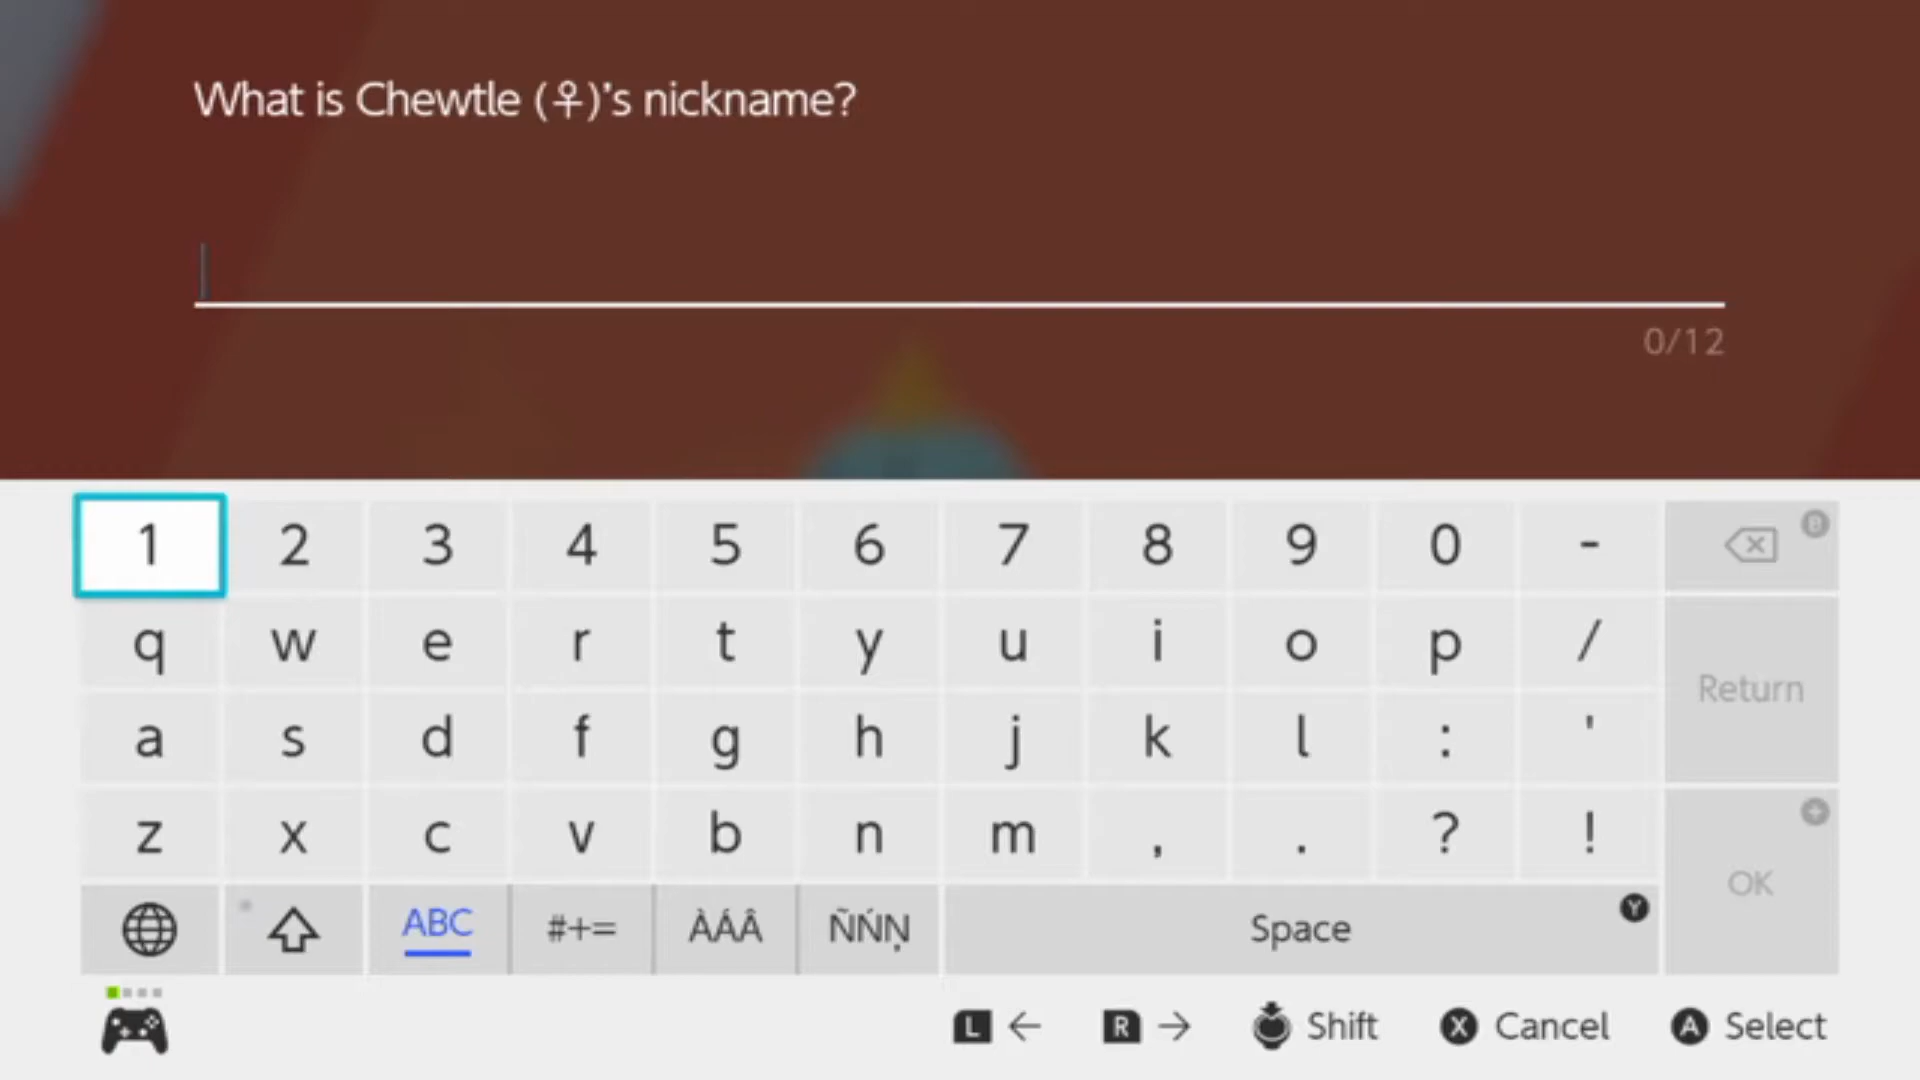 What is Chewtle (♀)'s nickname?
0/12
1 2 3 4 5 6 7 8 9 0 - B
q w e r t y u i o p / Return
a s d f g h j k l : '
z x c v b n m , . ? ! +
ABC #+= ÀÁÂ ÑŃŅ Space Y OK
L ← R → Shift X Cancel A Select